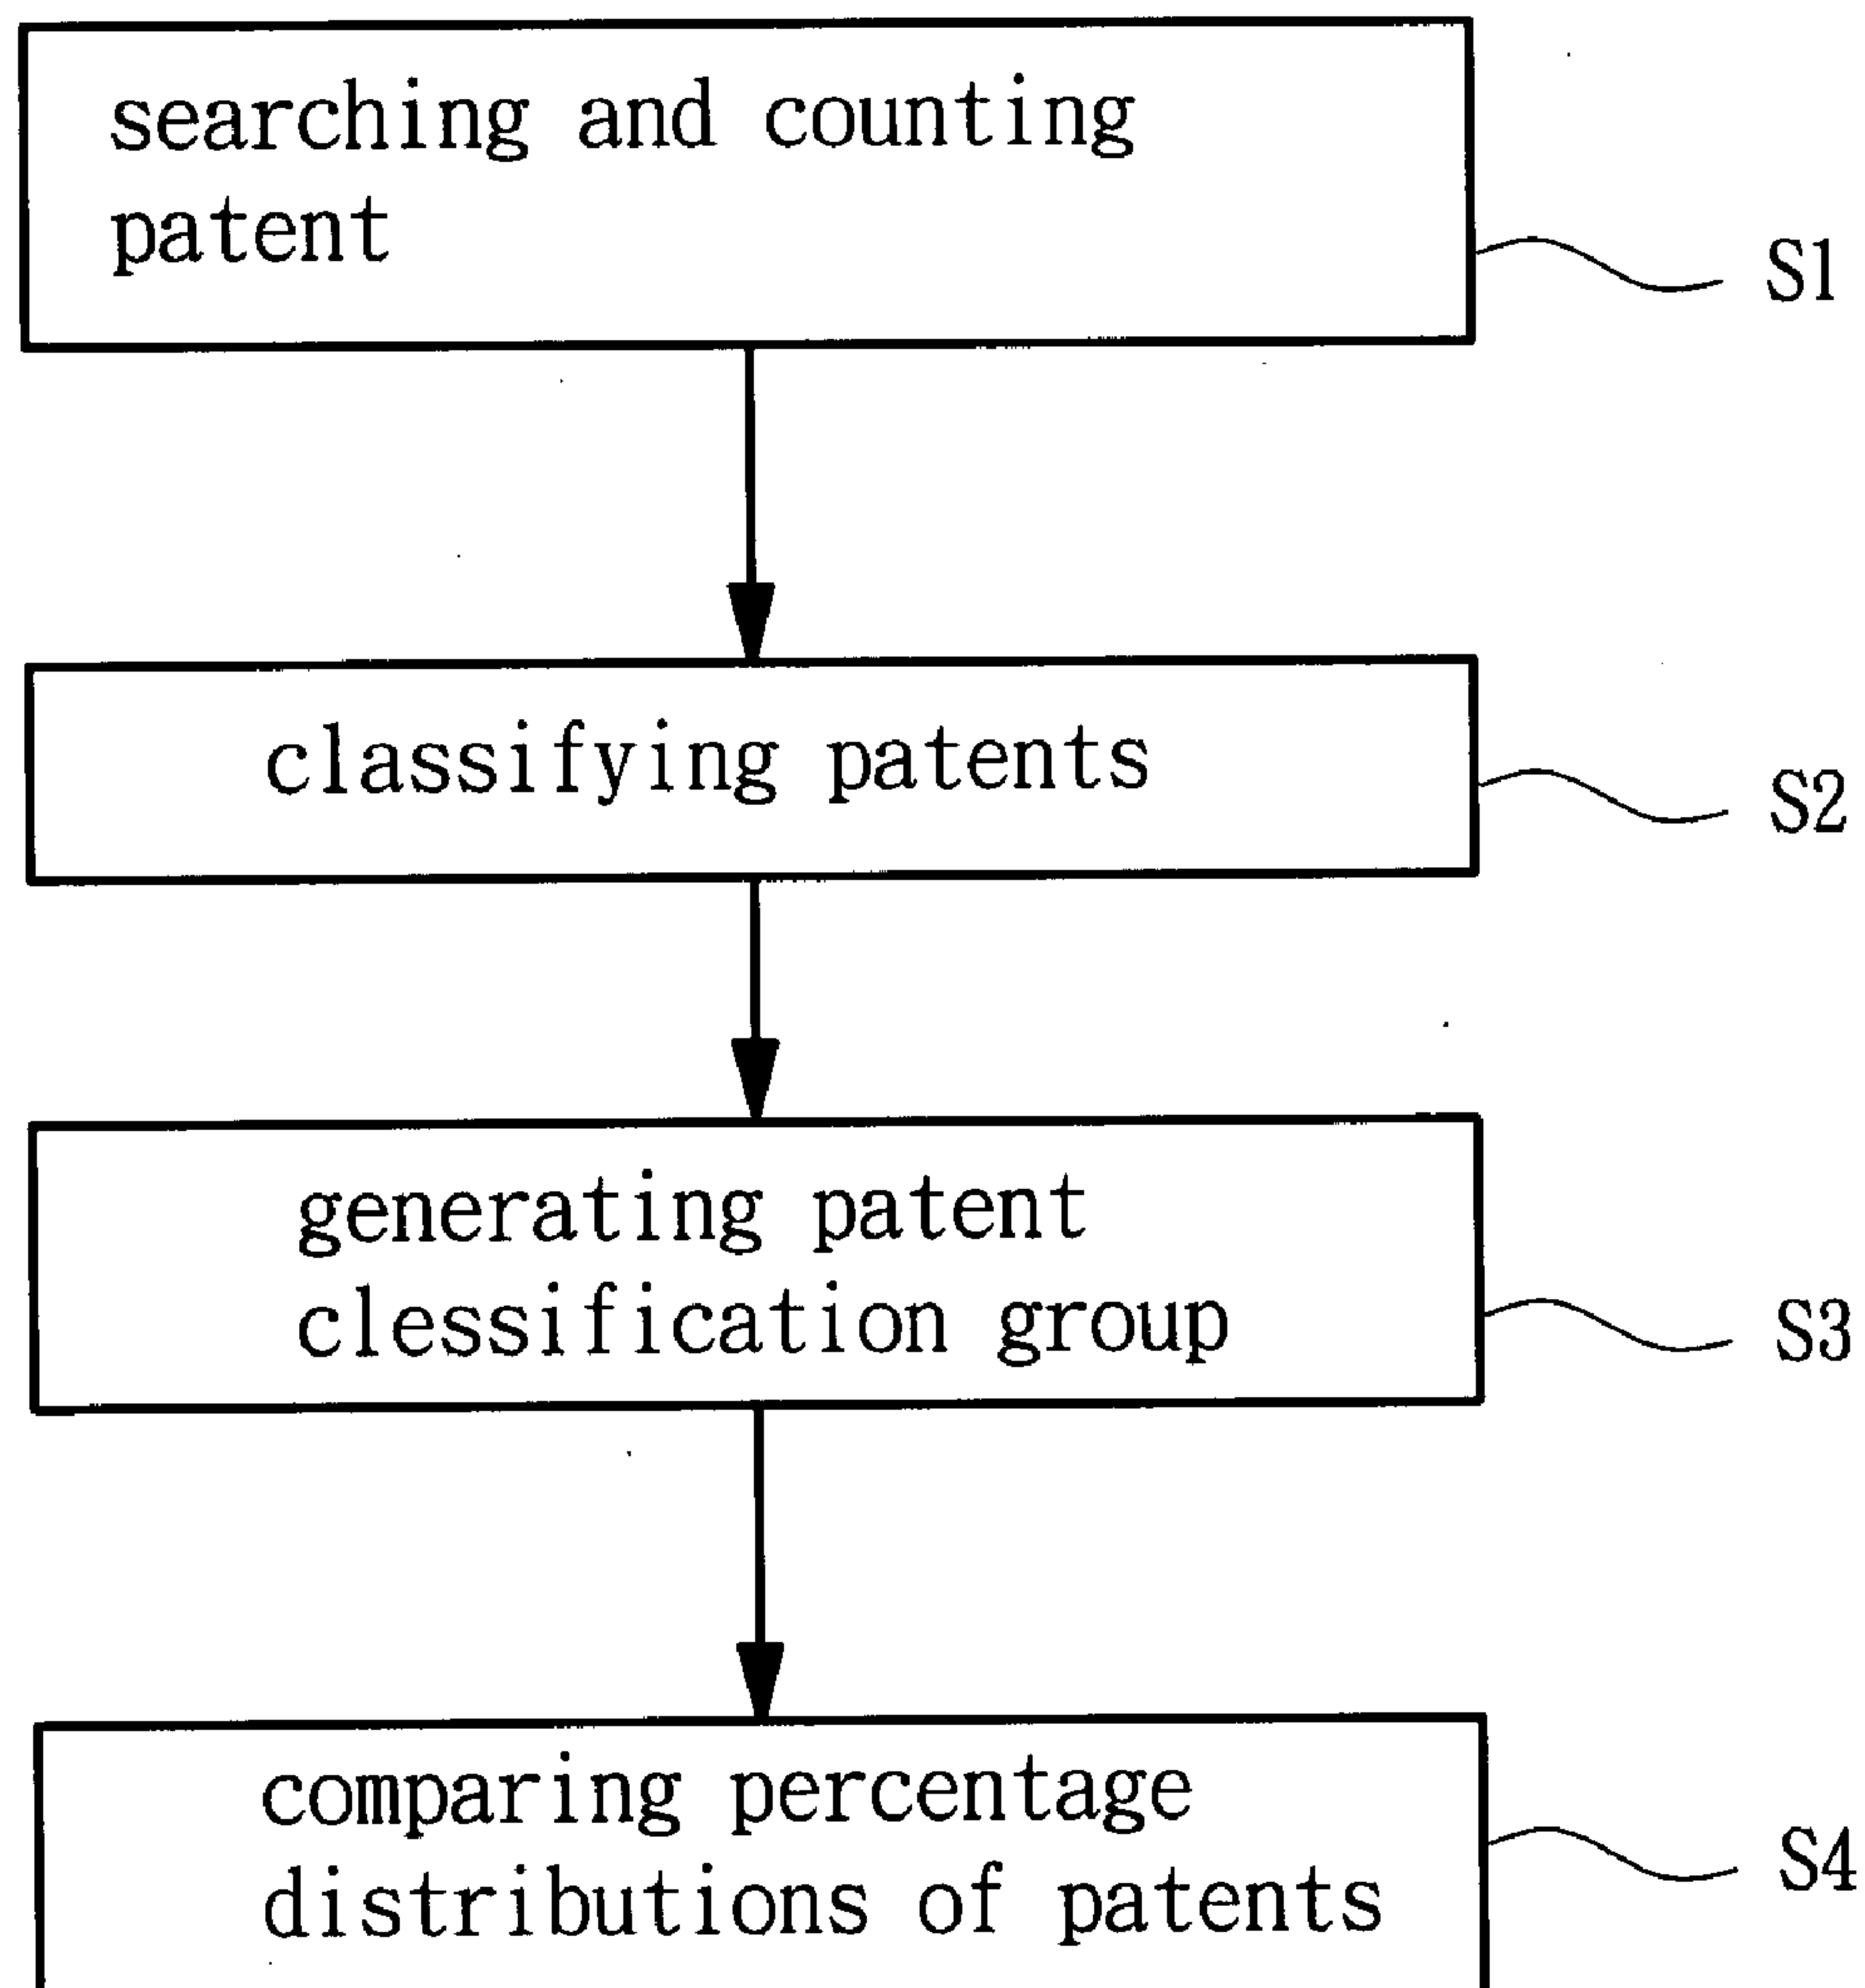 searching and counting
patent
S1
classifying patents
S2
generating patent
clessification group
S3
comparing percentage
distributions of patents
S4